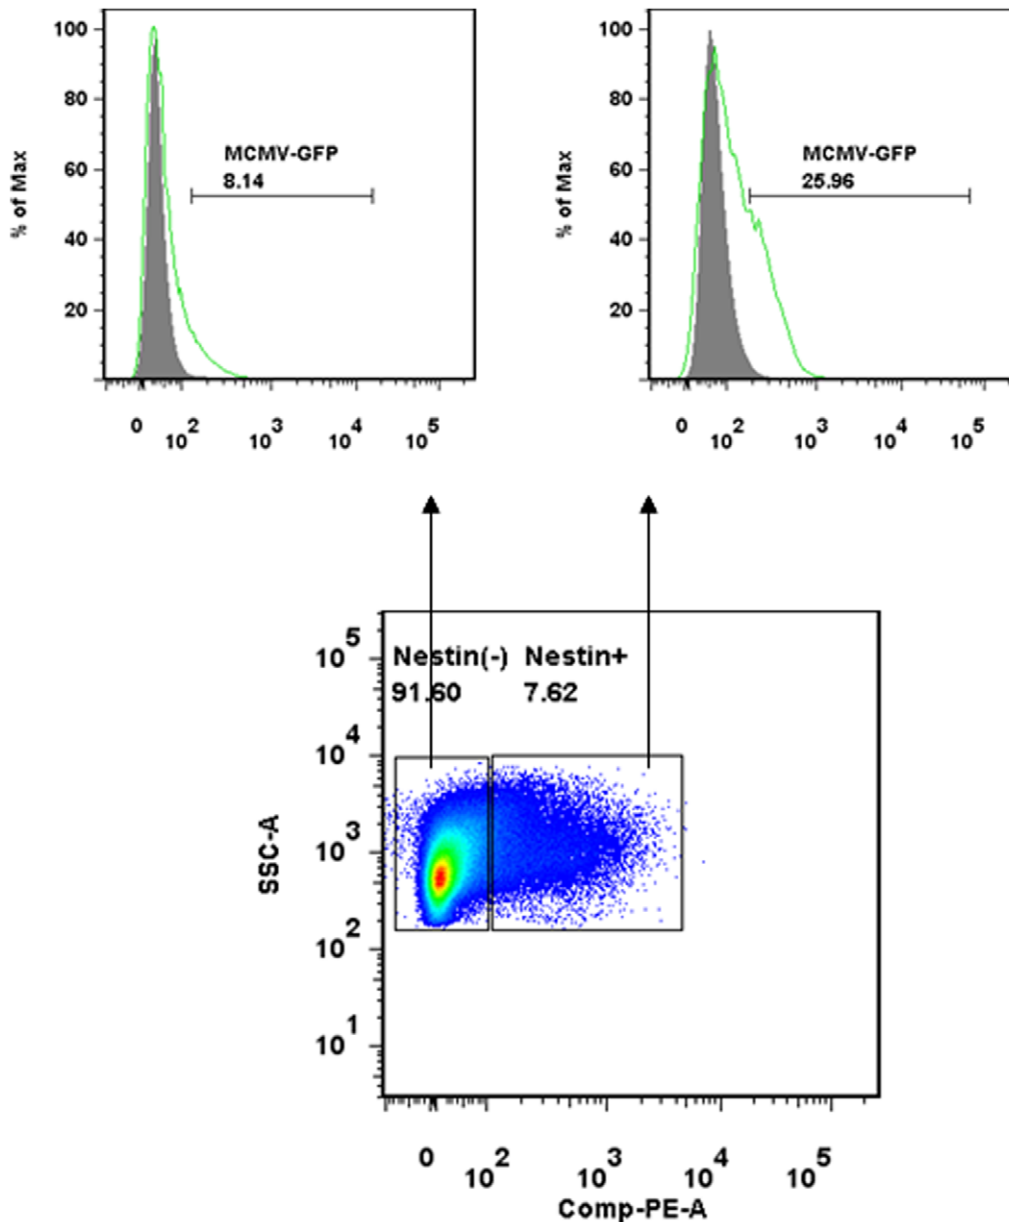 100
80
60
40
20
% of Max
MCMV-GFP
8.14
0 10^2 10^3 10^4 10^5
100
80
60
40
20
% of Max
MCMV-GFP
25.96
0 10^2 10^3 10^4 10^5
Nestin(-) Nestin+
91.60 7.62
10^5
10^4
10^3
10^2
10^1
SSC-A
0 10^2 10^3 10^4 10^5
Comp-PE-A